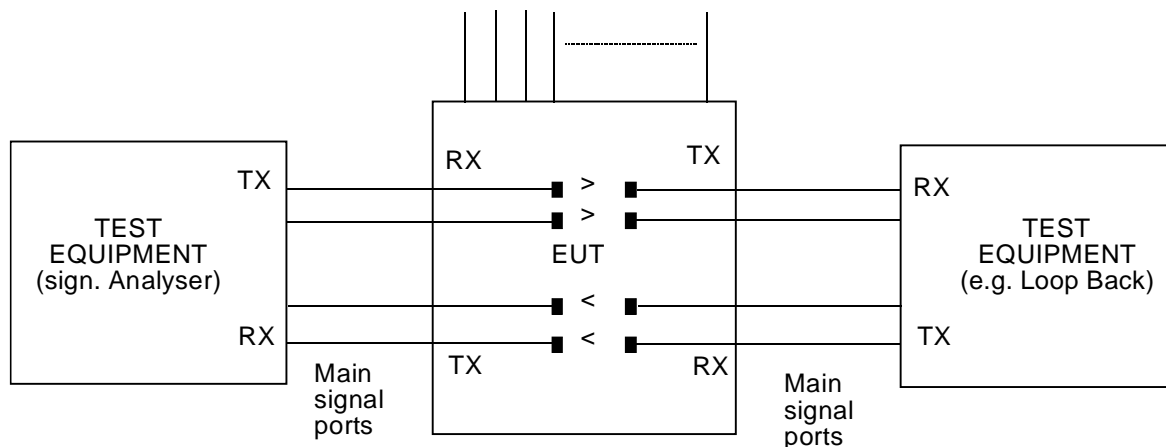 RX
TX
TX
>
RX
TEST
EQUIPMENT
(sign. Analyser)
>
EUT
TEST
EQUIPMENT
(e.g. Loop Back)
<
RX
<
TX
TX
RX
Main
signal
ports
Main
signal
ports